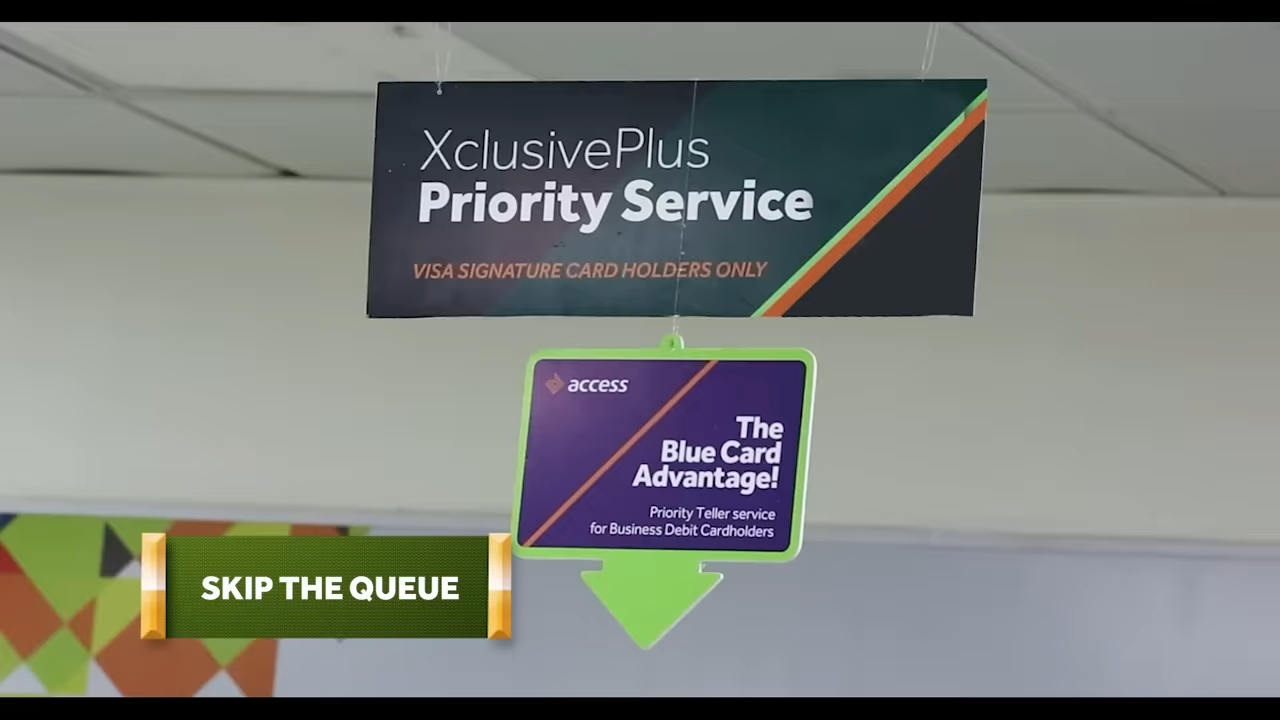 XclusivePlus
Priority Service
VISA SIGNATURE CARD HOLDERS ONLY
access
The
Blue Card
Advantage!
Priority Teller service
for Business Debit Cardholders
SKIP THE QUEUE